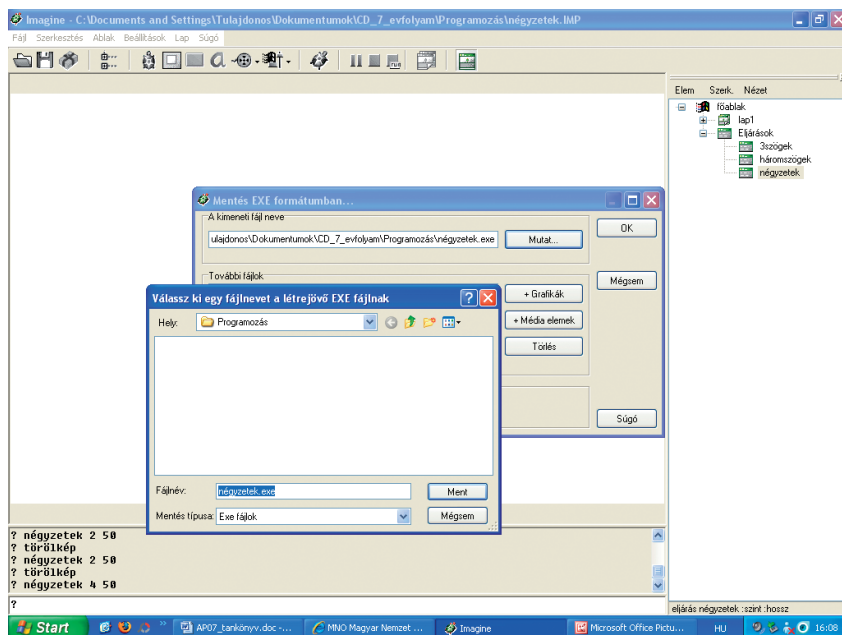 Imagine - C:\Documents and Settings\Tulajdonos\Dokumentumok\CD_7_evfolyam\Programozás\négyzetek.IMP
Fájl Szerkesztés Ablak Beállítások Lap Súgó
Elem Szerk. Nézet
főablak
lap1
Eljárások
3szögek
háromszögek
négyzetek
Mentés EXE formátumban...
A kimeneti fájl neve
ulajdonos\Dokumentumok\CD_7_evfolyam\Programozás\négyzetek.exe
Mutat...
OK
További fájlok
Mégsem
+ Grafikák
+ Média elemek
Törlés
Súgó
Válassz ki egy fájlnevet a létrejövő EXE fájlnak
Hely:
Programozás
Fájlnév:
négyzetek.exe
Ment
Mentés típusa:
Exe fájlok
Mégsem
? négyzetek 2 50
? törölkép
? négyzetek 2 50
? törölkép
? négyzetek 4 50
?
eljárás négyzetek :szint :hossz
Start
AP07_tankönyv.doc -...
MNO Magyar Nemzet ...
Imagine
Microsoft Office Pictu...
HU
16:08